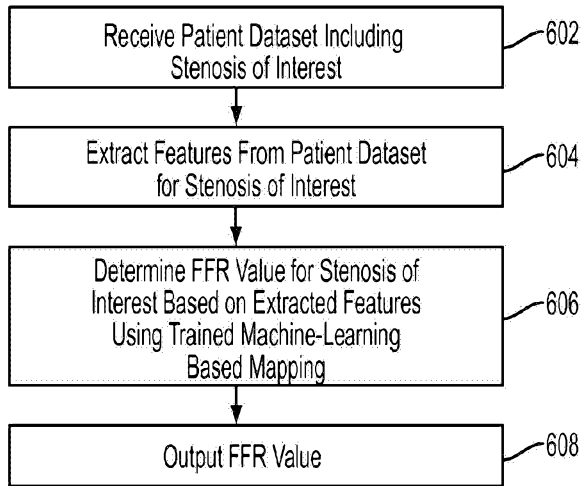 Receive Patient Dataset Including
Stenosis of Interest
602
Extract Features From Patient Dataset
for Stenosis of Interest
604
Determine FFR Value for Stenosis of
Interest Based on Extracted Features
Using Trained Machine-Learning
Based Mapping
606
Output FFR Value
608